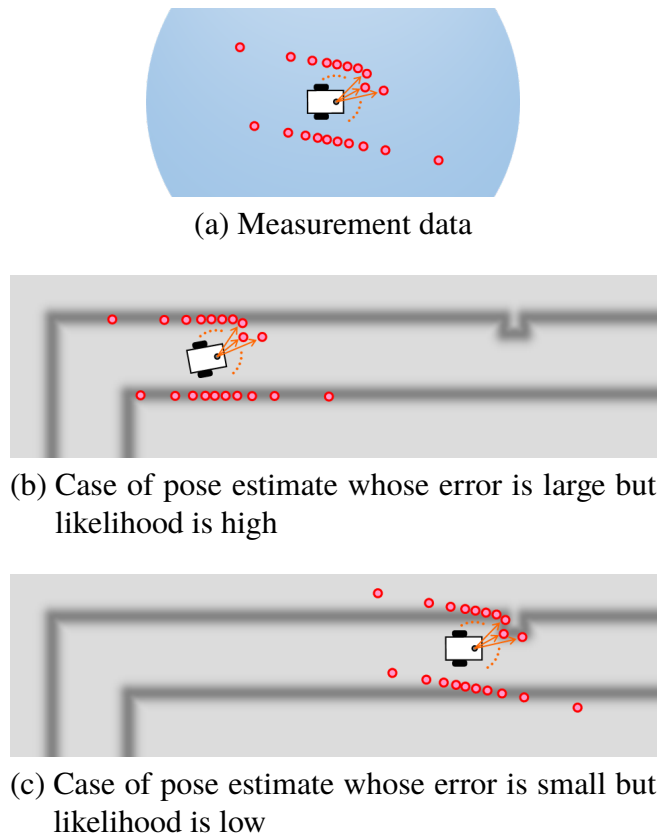 (a) Measurement data
(b) Case of pose estimate whose error is large but
likelihood is high
(c) Case of pose estimate whose error is small but
likelihood is low